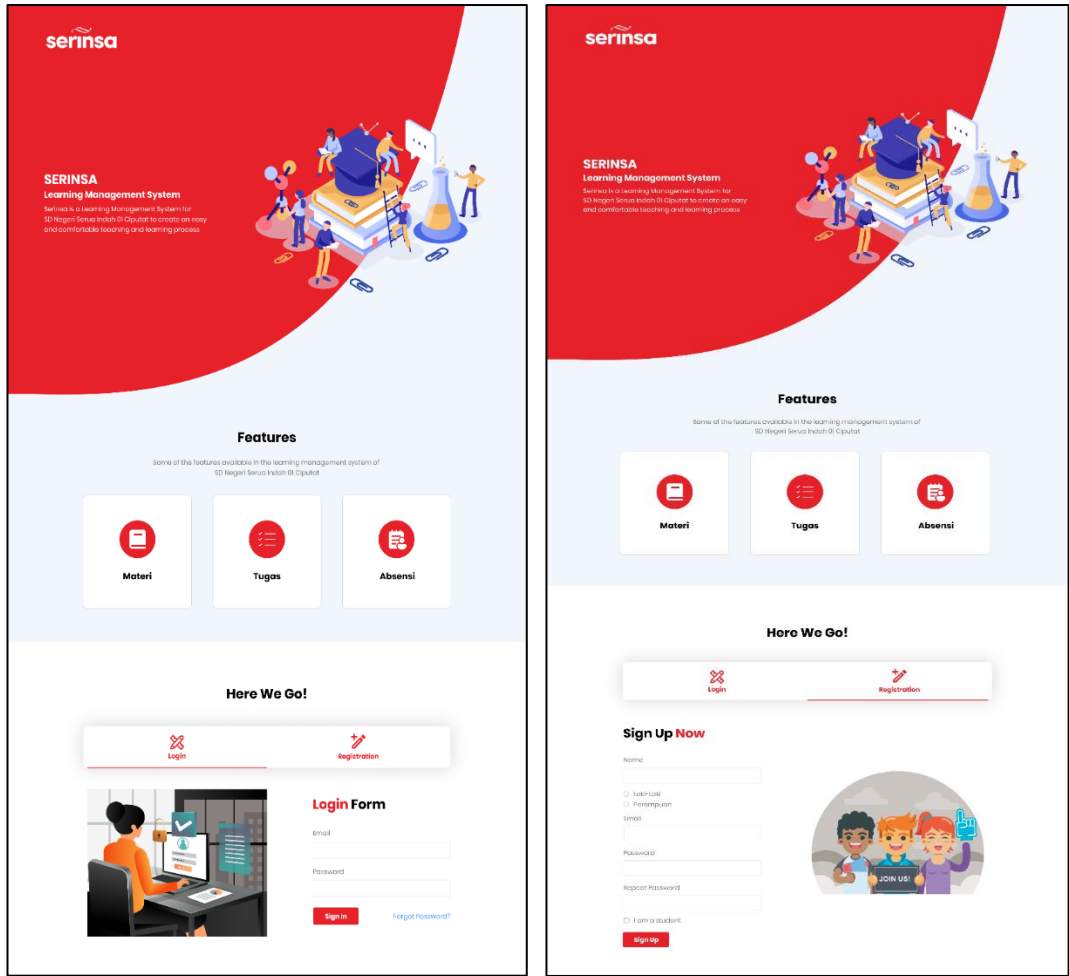 serinsa
SERINSA
Learning Management System
Serinsa is a Learning Management System for
SD Negeri Serua Indah 01 Ciputat to create an easy
and comfortable teaching and learning process
Features
Some of the features available in the learning management system of
SD Negeri Serua Indah 01 Ciputat
Materi
Tugas
Absensi
Here We Go!
Login
Registration
Login Form
Email
Password
Sign In
Forgot Password?
serinsa
SERINSA
Learning Management System
Serinsa is a Learning Management System for
SD Negeri Serua Indah 01 Ciputat to create an easy
and comfortable teaching and learning process
Features
Some of the features available in the learning management system of
SD Negeri Serua Indah 01 Ciputat
Materi
Tugas
Absensi
Here We Go!
Login
Registration
Sign Up Now
Name
Laki-Laki
Perempuan
Email
Password
Repeat Password
I am a student
Sign Up
JOIN US!